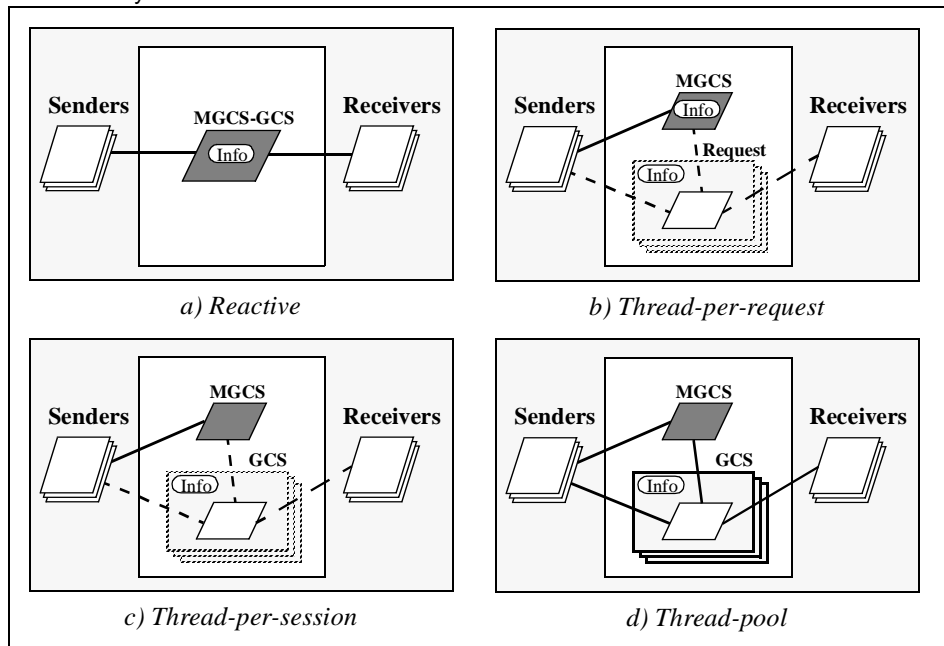 Senders
MGCS-GCS
Info
Receivers
a) Reactive
Senders
MGCS
Info
Request
Info
Receivers
b) Thread-per-request
Senders
MGCS
GCS
Info
Receivers
c) Thread-per-session
Senders
MGCS
GCS
Info
Receivers
d) Thread-pool